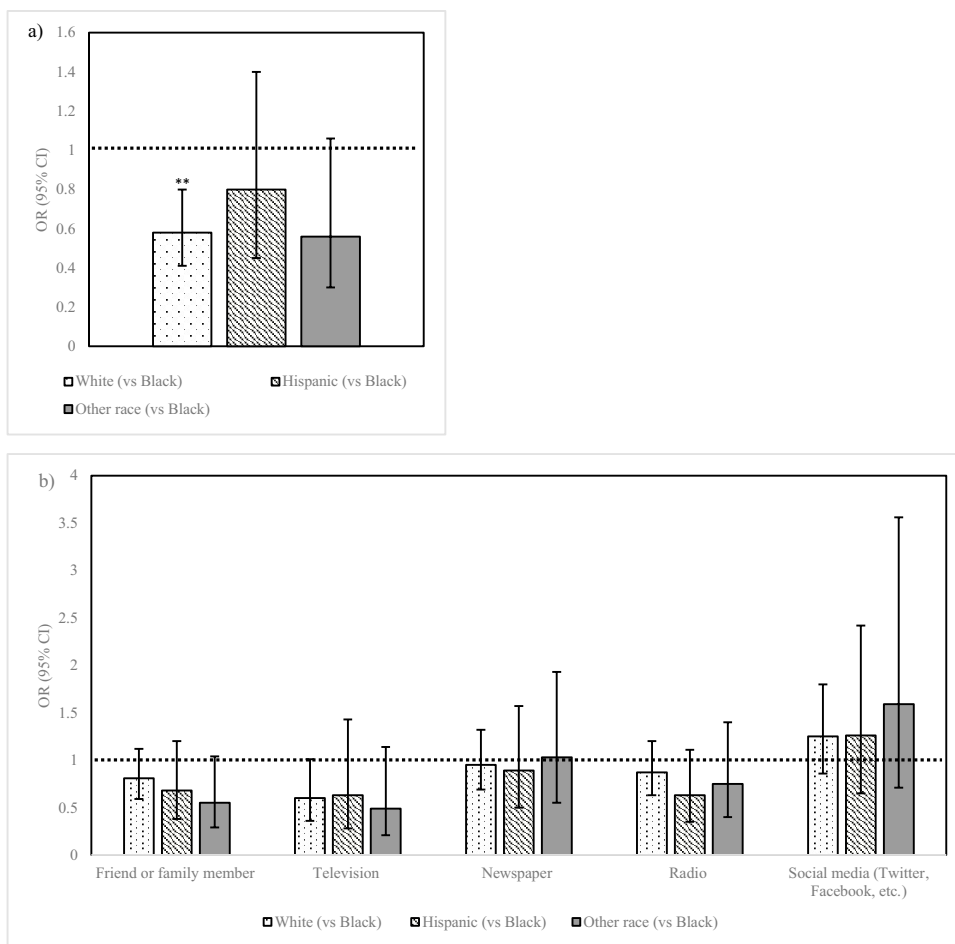 a)
1.6
1.4
1.2
1
0.8
0.6
0.4
0.2
0
OR (95% CI)
**
White (vs Black)
Hispanic (vs Black)
Other race (vs Black)
b)
4
3.5
3
2.5
2
1.5
1
0.5
0
OR (95% CI)
Friend or family member
Television
Newspaper
Radio
Social media (Twitter,
Facebook, etc.)
White (vs Black)
Hispanic (vs Black)
Other race (vs Black)